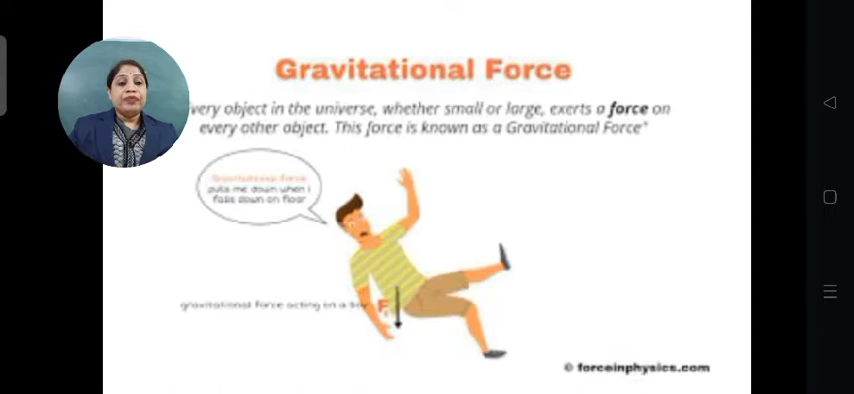 Gravitational Force
very object in the universe, whether small or large, exerts a force on
every other object. This force is known as a Gravitational Force"
Gravitational force
pulls me down when I
falls down on floor
gravitational force acting on a F
© forceinphysics.com